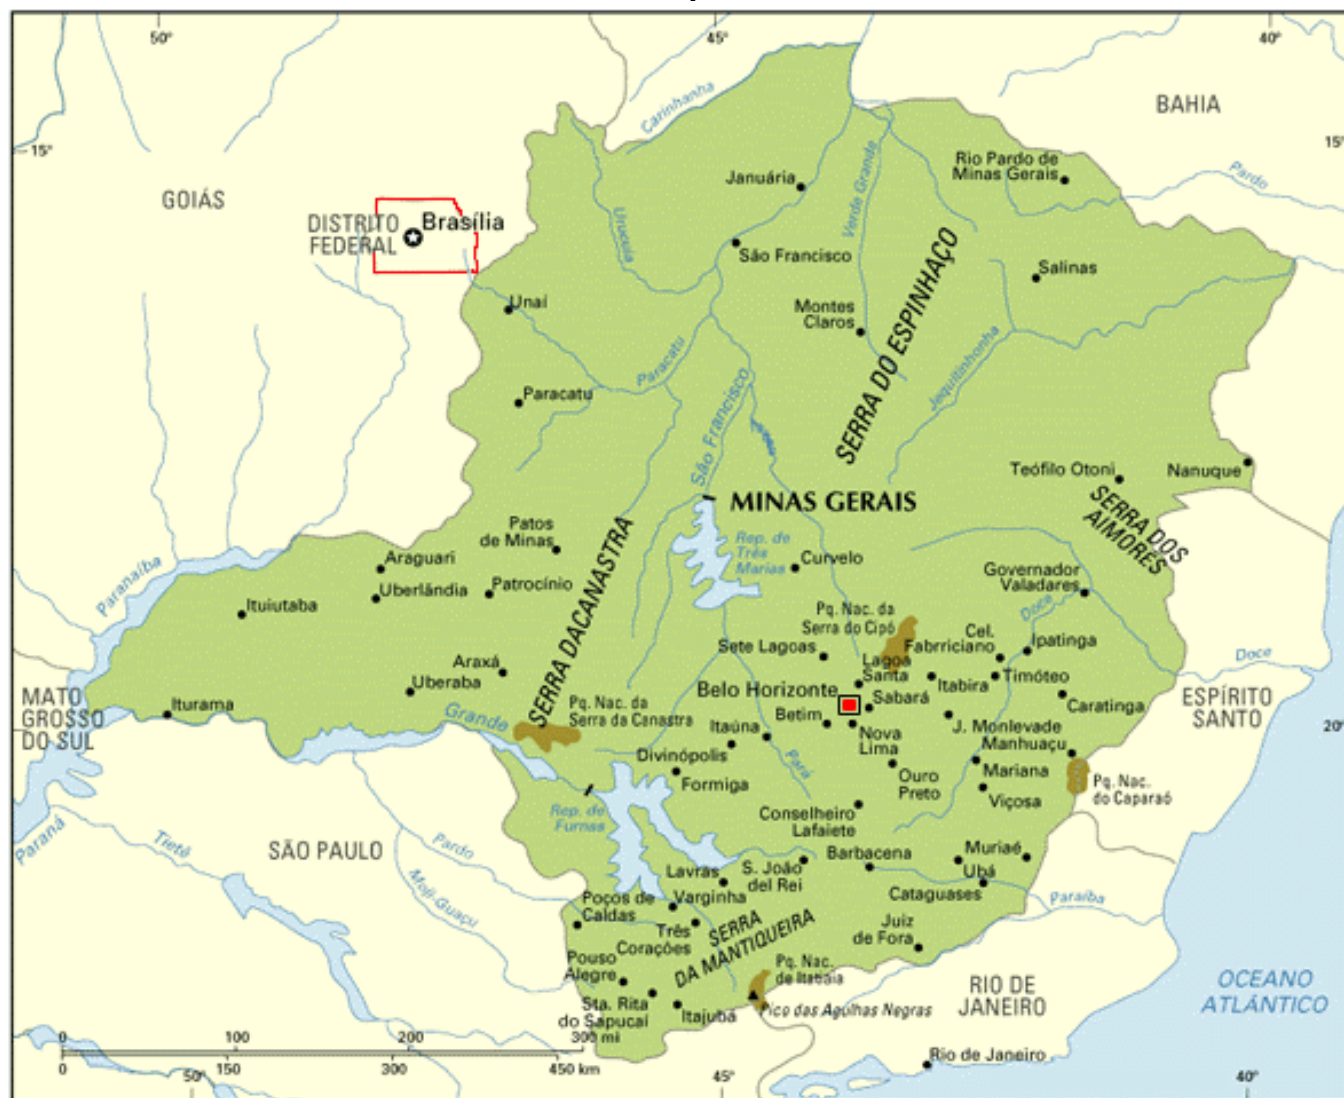 50°
45°
40°
Carinhanha
BAHIA
15°
15°
Januária
Verde Grande
Rio Pardo de
Minas Gerais
Pardo
GOIÁS
DISTRITO
FEDERAL
Brasília
Urucuia
São Francisco
SERRA DO ESPINHAÇO
Salinas
Unaí
Montes
Claros
Paracatu
Jequitinhonha
Paracatu
São Francisco
Teófilo Otoni
Nanuque
MINAS GERAIS
SERRA DOS
AIMORES
Patos
de Minas
Rep. de
Três
Marias
Curvelo
Araguari
Uberlândia
Patrocínio
Paranaíba
Ituiutaba
SERRA DACANASTRA
Governador
Valadares
Doce
Pq. Nac. da
Serra do Cipó
Sete Lagoas
Cel.
Fabrriciano
Ipatinga
Lagoa
Santa
Doce
Araxá
Uberaba
Belo Horizonte
Sabará
Itabira
Timóteo
Caratinga
MATO
GROSSO
DO SUL
Iturama
Grande
Pq. Nac. da
Serra da Canastra
Itaúna
Betim
Nova
Lima
J. Monlevade
Manhuaçu
ESPÍRITO
SANTO
20°
Divinópolis
Formiga
Pará
Ouro
Preto
Mariana
Viçosa
Pq. Nac.
do Caparaó
Rep. de
Furnas
Conselheiro
Lafaiete
Paraná
Tietê
SÃO PAULO
Pardo
Moji-Guaçu
Lavras
S. João
del Rei
Barbacena
Muriaé
Ubá
Cataguases
Paraíba
Poços de
Caldas
Varginha
Três
Corações
SERRA
DA MANTIQUEIRA
Juiz
de Fora
Pouso
Alegre
Pq. Nac.
de Itatiaia
Pico das Agulhas Negras
RIO DE
JANEIRO
OCEANO
ATLÁNTICO
Sta. Rita
do Sapucaí
Itajubá
Rio de Janeiro
0 100 200 300 mi
0 150 300 450 km
50°
45°
40°